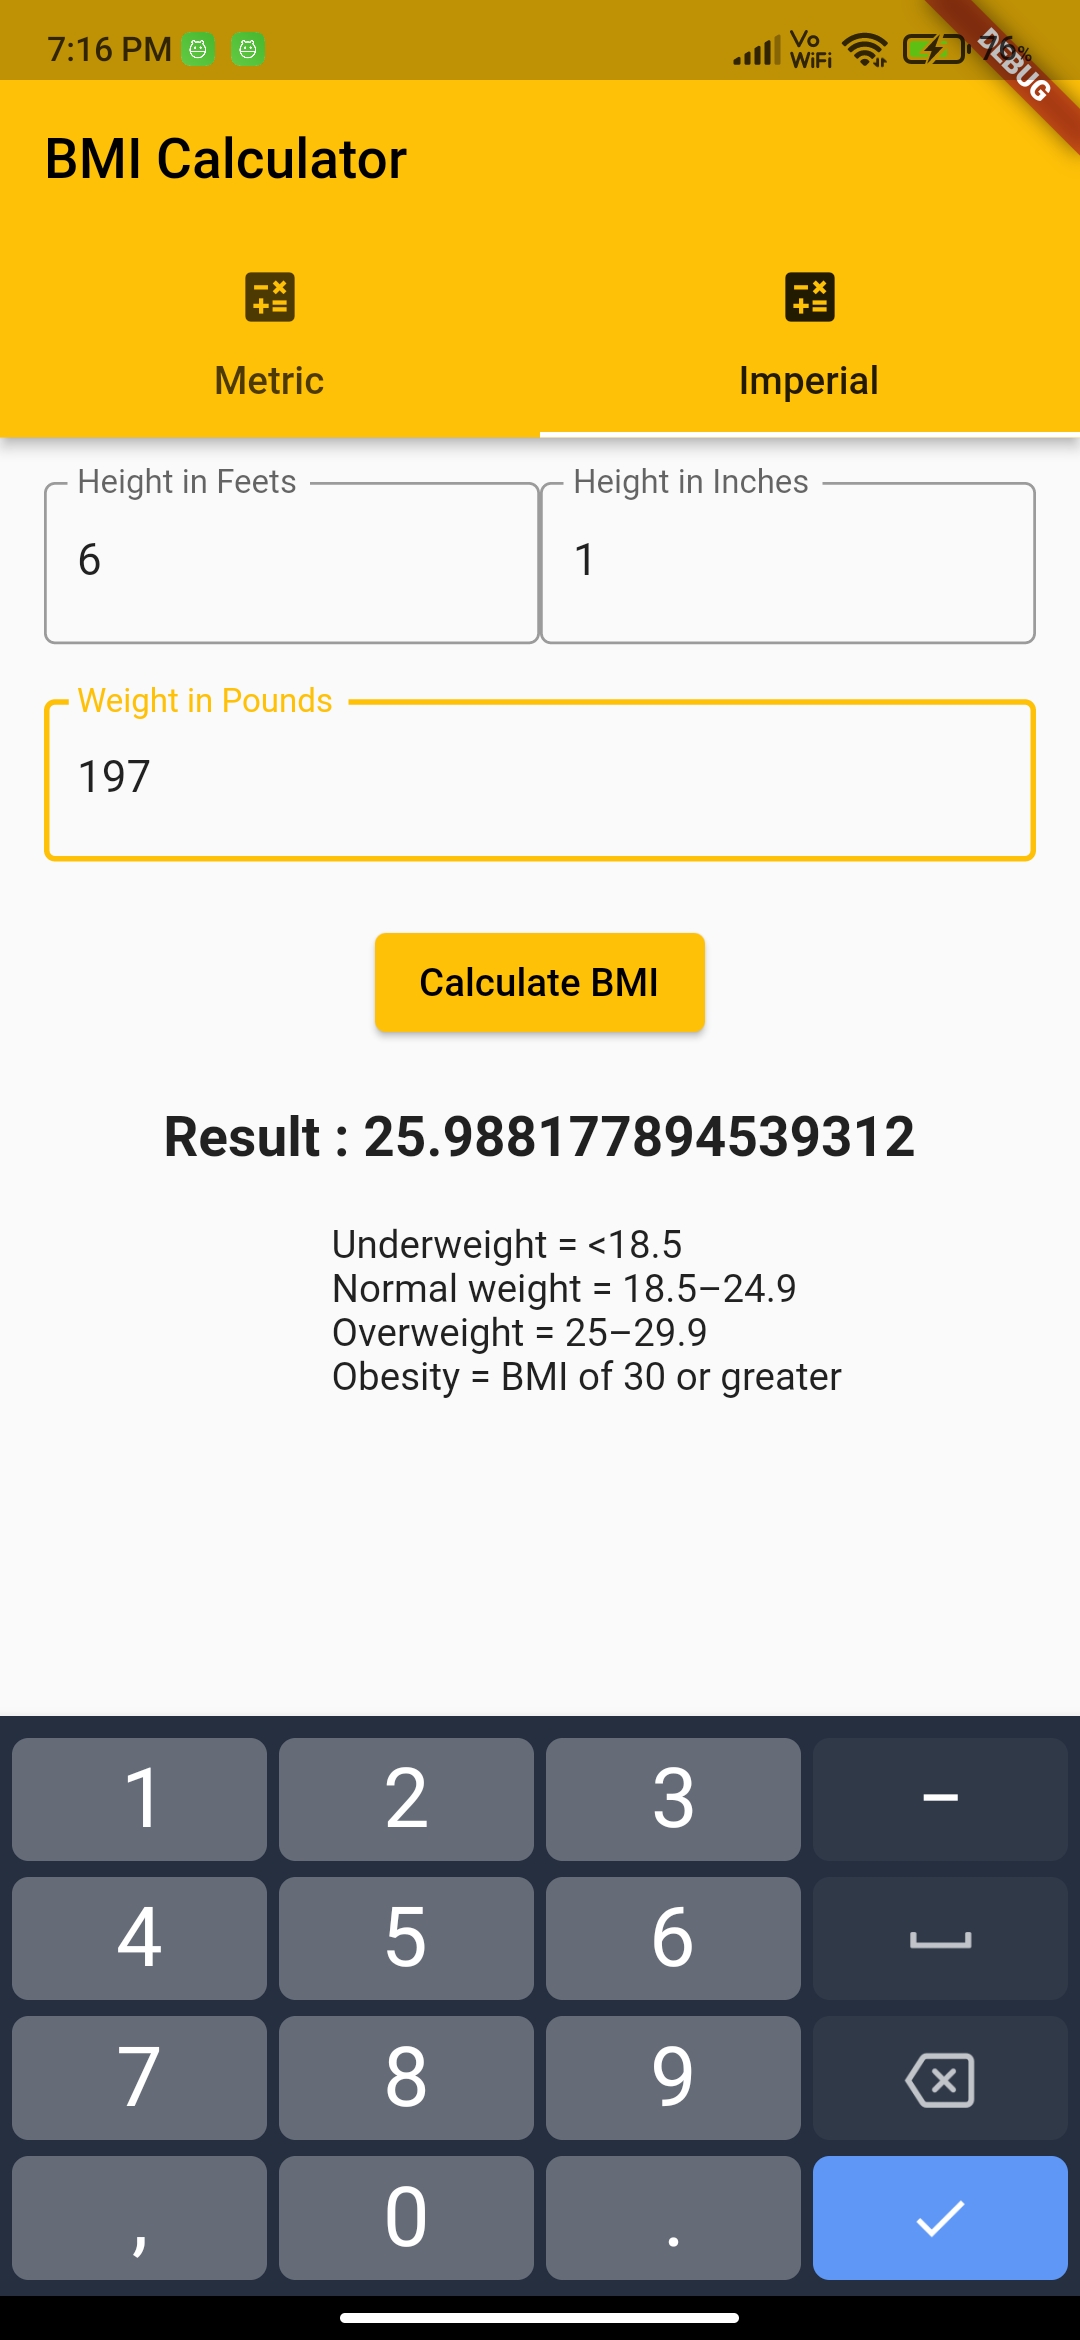 7:16 PM
Vo
WiFi
76%
DEBUG
BMI Calculator
Metric
Imperial
Height in Feets
Height in Inches
6
1
Weight in Pounds
197
Calculate BMI
Result : 25.988177894539312
Underweight = <18.5
Normal weight = 18.5–24.9
Overweight = 25–29.9
Obesity = BMI of 30 or greater
1 2 3 –
4 5 6
7 8 9
, 0 .